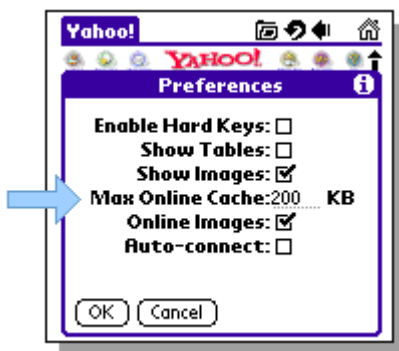 Yahoo!
YAHOO!
Preferences
i
Enable Hard Keys:
Show Tables:
Show Images:
Max Online Cache:200 KB
Online Images:
Auto-connect:
OK Cancel